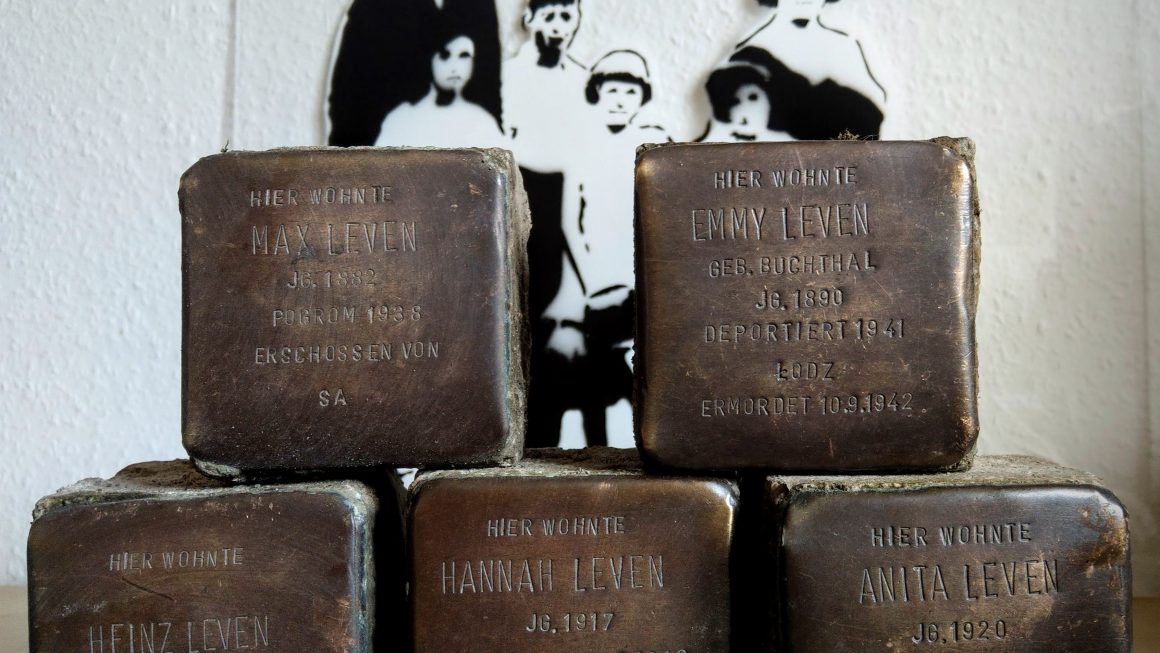 HIER WOHNTE
MAX LEVEN
JG. 1882
POGROM 1938
ERSCHOSSEN VON
SA
HIER WOHNTE
EMMY LEVEN
GEB. BUCHTHAL
JG. 1890
DEPORTIERT 1941
ŁODZ
ERMORDET 10.9.1942
HIER WOHNTE
HEINZ LEVEN
HIER WOHNTE
HANNAH LEVEN
JG. 1917
HIER WOHNTE
ANITA LEVEN
JG. 1920